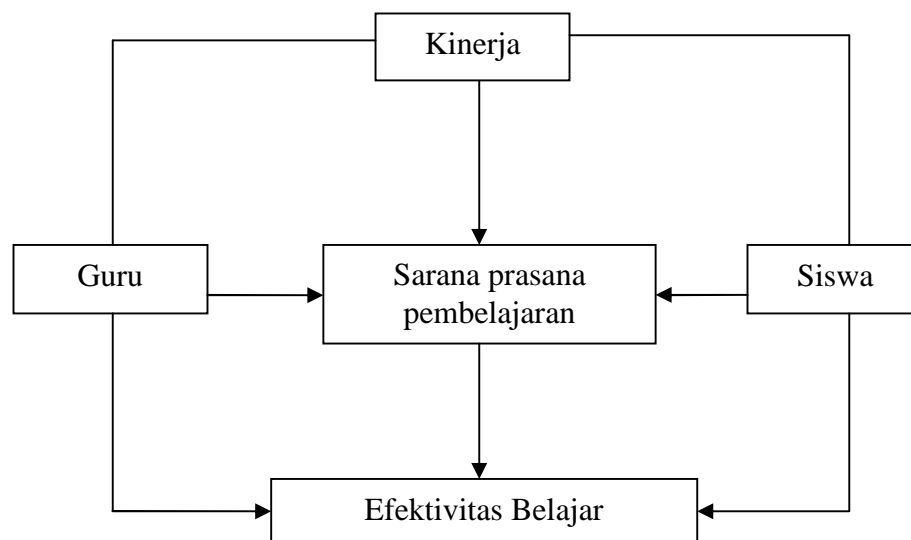 Kinerja
Guru
Sarana prasana
pembelajaran
Siswa
Efektivitas Belajar